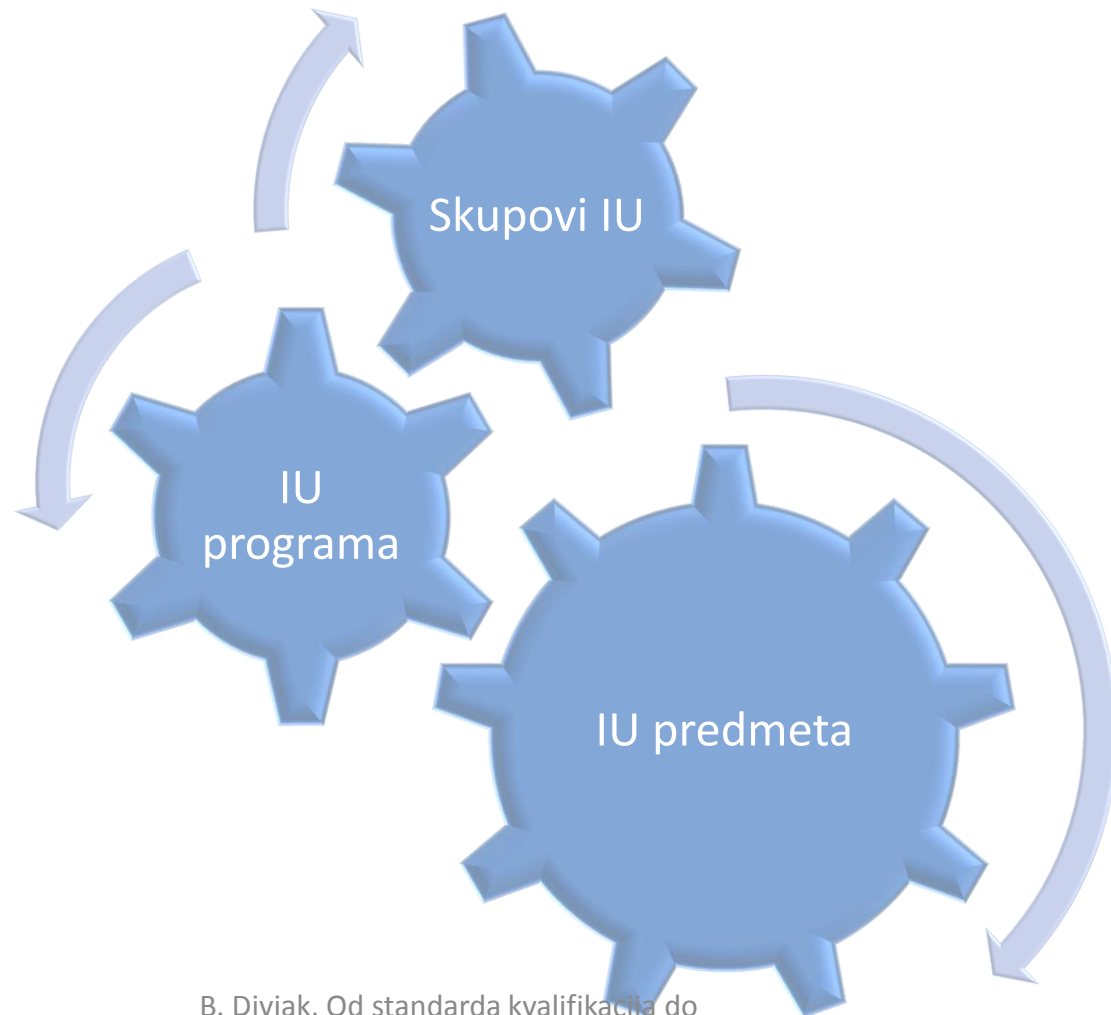 Skupovi IU
IU
programa
IU predmeta
B. Divjak, Od standarda kvalifikacija do